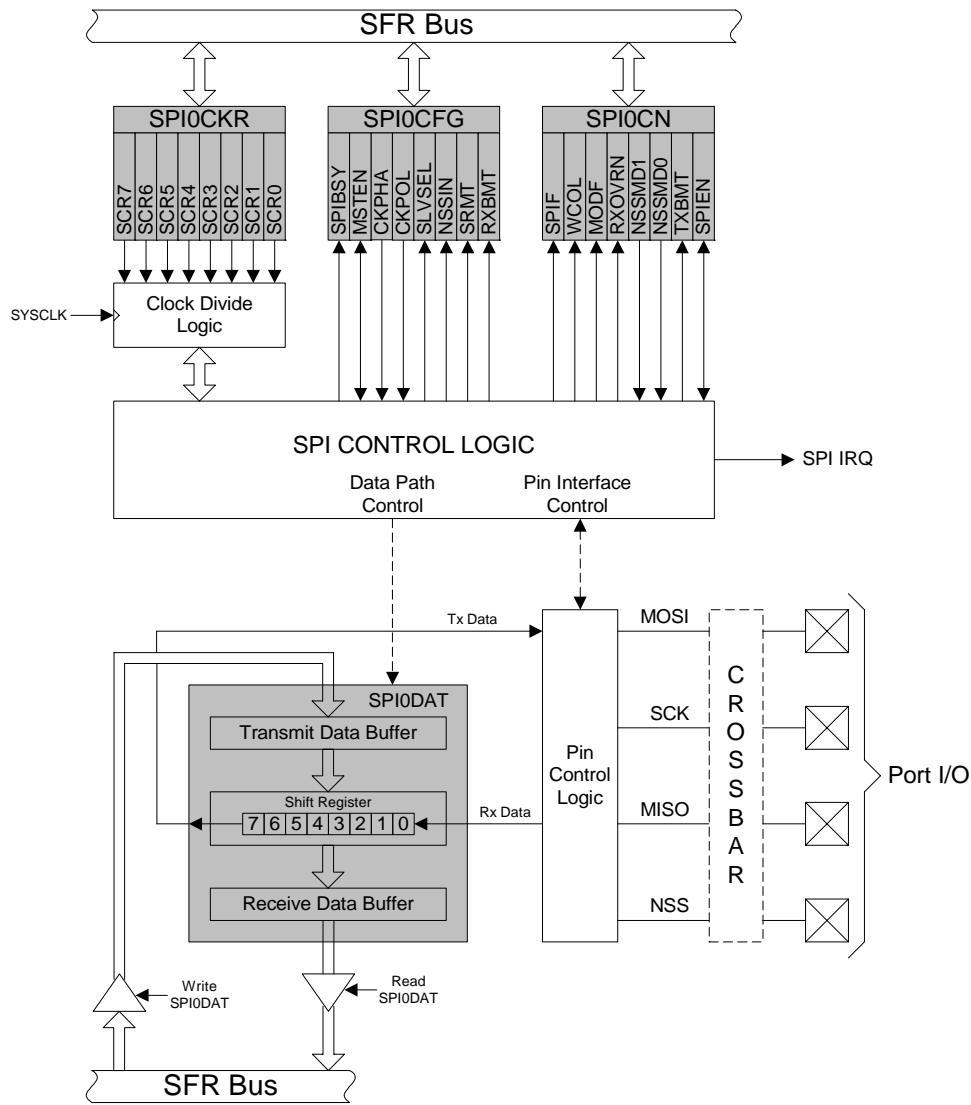 SFR Bus
SPI0CKR
SCR7
SCR6
SCR5
SCR4
SCR3
SCR2
SCR1
SCR0
SPI0CFG
SPIBSY
MSTEN
CKPHA
CKPOL
SLVSEL
NSSIN
SRMT
RXBMT
SPI0CN
SPIF
WCOL
MODF
RXOVRN
NSSMD1
NSSMD0
TXBMT
SPIEN
SYSCLK
Clock Divide
Logic
SPI CONTROL LOGIC
SPI IRQ
Data Path
Control
Pin Interface
Control
Tx Data
SPI0DAT
Transmit Data Buffer
Shift Register
7 6 5 4 3 2 1 0
Rx Data
Receive Data Buffer
Pin
Control
Logic
MOSI
SCK
MISO
NSS
CROSSBAR
Port I/O
Write
SPI0DAT
Read
SPI0DAT
SFR Bus